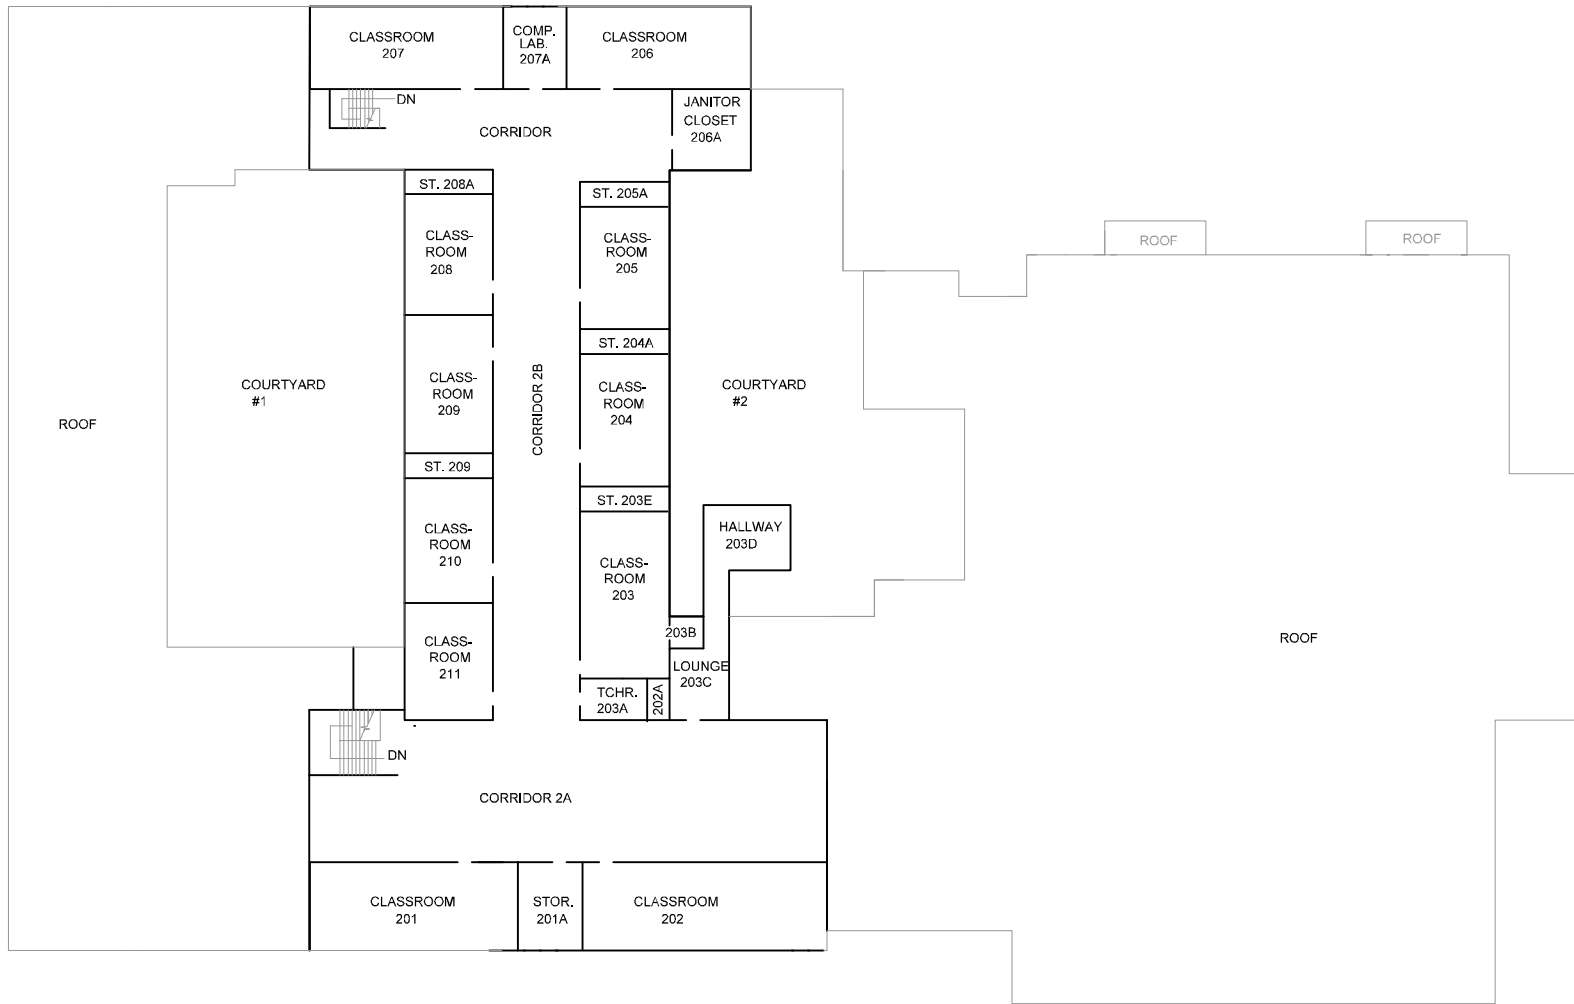 CLASSROOM
207
COMP.
LAB.
207A
CLASSROOM
206
DN
JANITOR
CLOSET
206A
CORRIDOR
ST. 208A
ST. 205A
CLASS-
ROOM
208
CLASS-
ROOM
205
ROOF
ROOF
ST. 204A
COURTYARD
#1
CLASS-
ROOM
209
CORRIDOR 2B
CLASS-
ROOM
204
COURTYARD
#2
ROOF
ST. 209
ST. 203E
CLASS-
ROOM
210
HALLWAY
203D
CLASS-
ROOM
203
203B
CLASS-
ROOM
211
LOUNGE
203C
ROOF
TCHR.
203A
202A
DN
CORRIDOR 2A
CLASSROOM
201
STOR.
201A
CLASSROOM
202